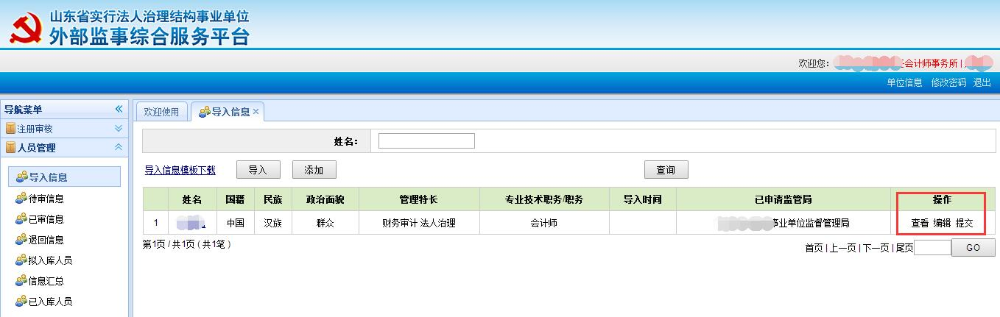 山东省实行法人治理结构事业单位
外部监事综合服务平台
欢迎您: 会计师事务所 |
单位信息 修改密码 退出
导航菜单
注册审核
人员管理
导入信息
待审信息
已审信息
退回信息
拟入库人员
信息汇总
已入库人员
欢迎使用 导入信息 ×
姓名:
导入信息模板下载 导入 添加 查询
姓名 国籍 民族 政治面貌 管理特长 专业技术职务/职务 导入时间 已申请监管局 操作
1 中国 汉族 群众 财务审计 法人治理 会计师 事业单位监督管理局 查看 编辑 提交
第1页 / 共1页 ( 共1笔 )
首页 | 上一页 | 下一页 | 尾页 GO